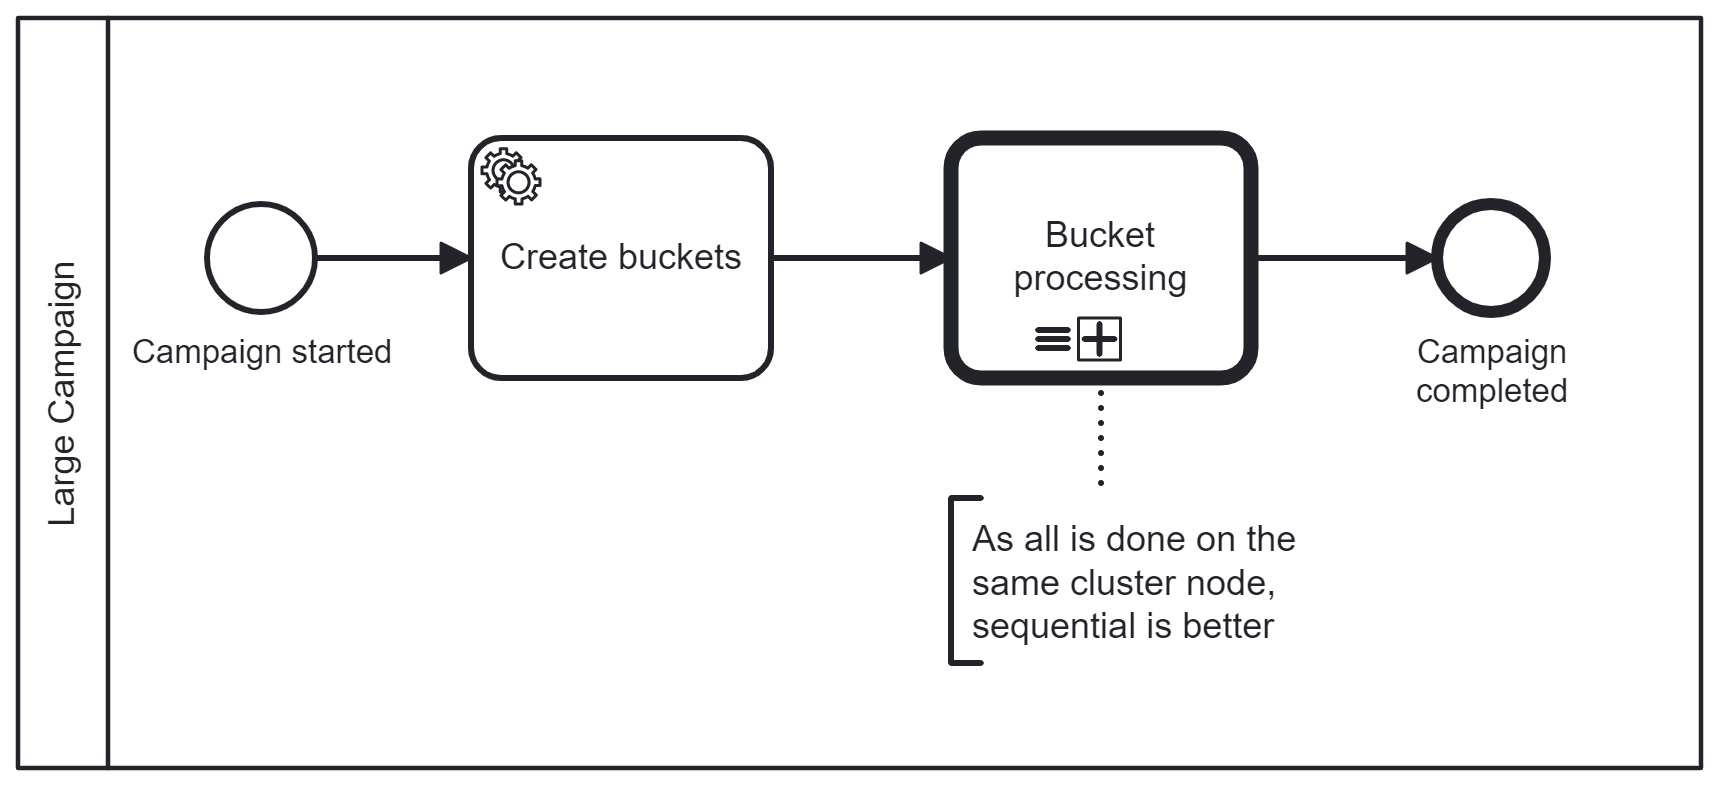 Large Campaign
Campaign started
Create buckets
Bucket
processing
Campaign
completed
As all is done on the
same cluster node,
sequential is better